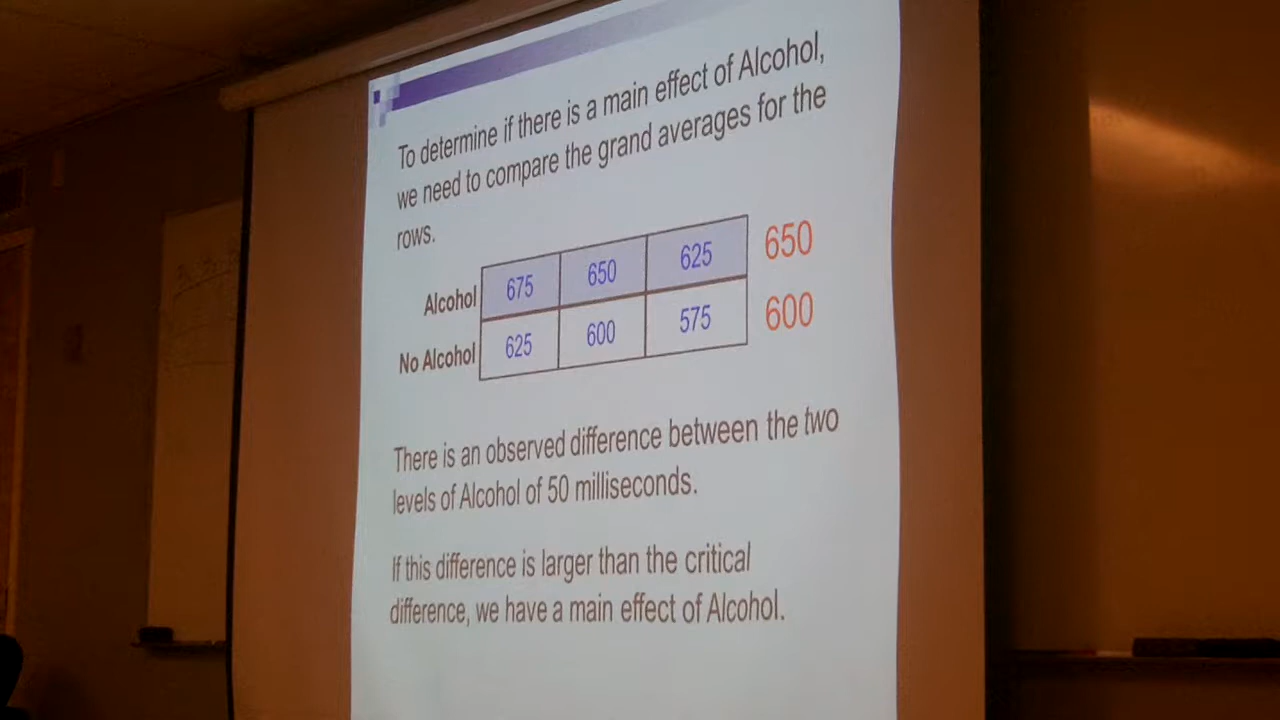 To determine if there is a main effect of Alcohol,
we need to compare the grand averages for the
rows.
Alcohol 675 650 625 650
No Alcohol 625 600 575 600
There is an observed difference between the two
levels of Alcohol of 50 milliseconds.
If this difference is larger than the critical
difference, we have a main effect of Alcohol.